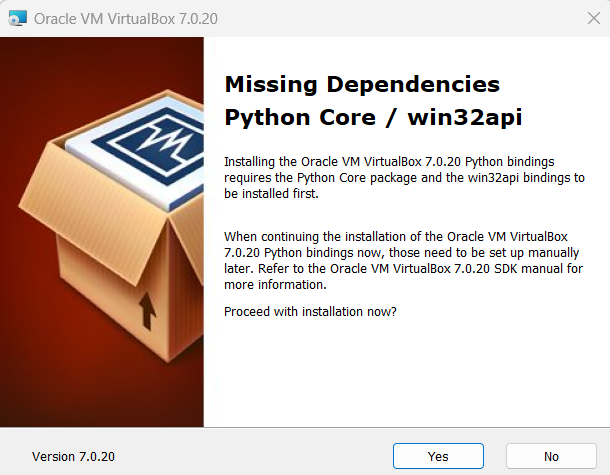 Oracle VM VirtualBox 7.0.20
Missing Dependencies
Python Core / win32api
Installing the Oracle VM VirtualBox 7.0.20 Python bindings
requires the Python Core package and the win32api bindings to
be installed first.
When continuing the installation of the Oracle VM VirtualBox
7.0.20 Python bindings now, those need to be set up manually
later. Refer to the Oracle VM VirtualBox 7.0.20 SDK manual for
more information.
Proceed with installation now?
Version 7.0.20
Yes
No